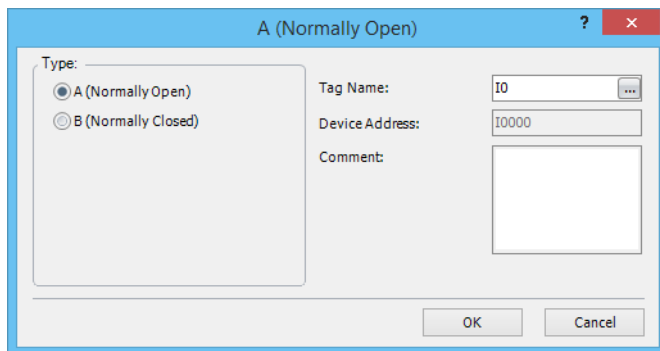 A (Normally Open)
?
×
Type:
A (Normally Open)
B (Normally Closed)
Tag Name:
I0
...
Device Address:
I0000
Comment:
OK
Cancel